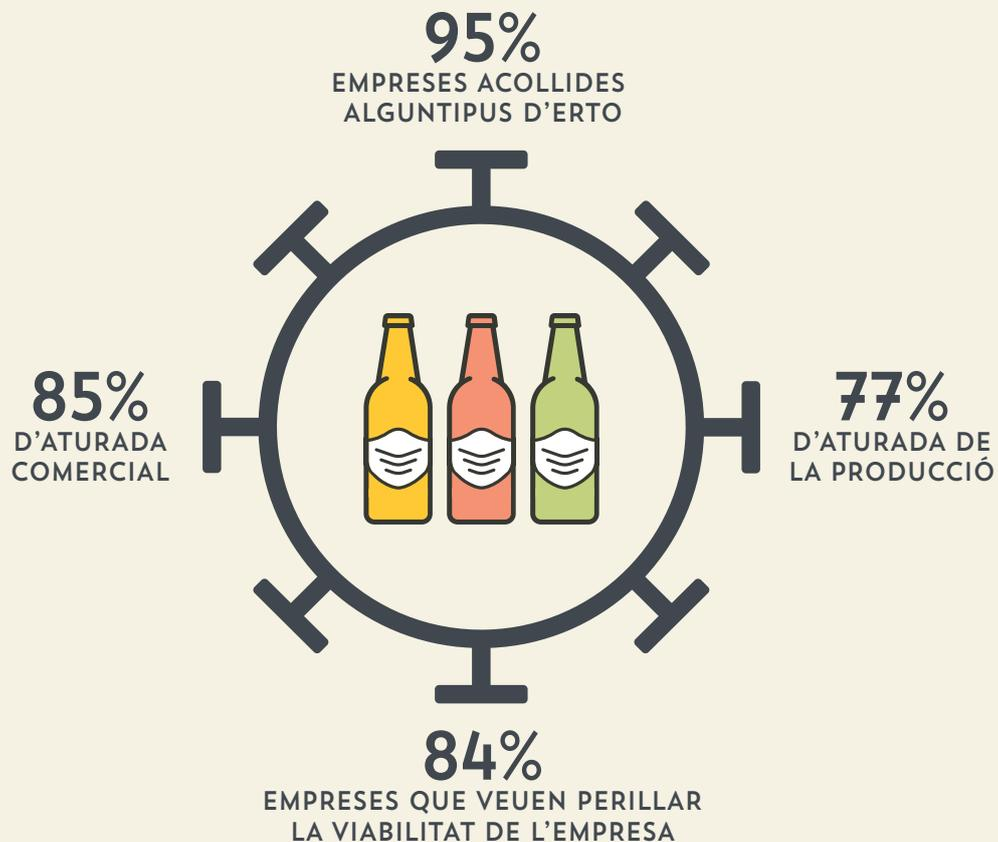 95%
EMPRESES ACOLLIDES
ALGUNTIPUS D'ERTO
85%
D'ATURADA
COMERCIAL
77%
D'ATURADA DE
LA PRODUCCIÓ
84%
EMPRESES QUE VEUEN PERILLAR
LA VIABILITAT DE L'EMPRESA